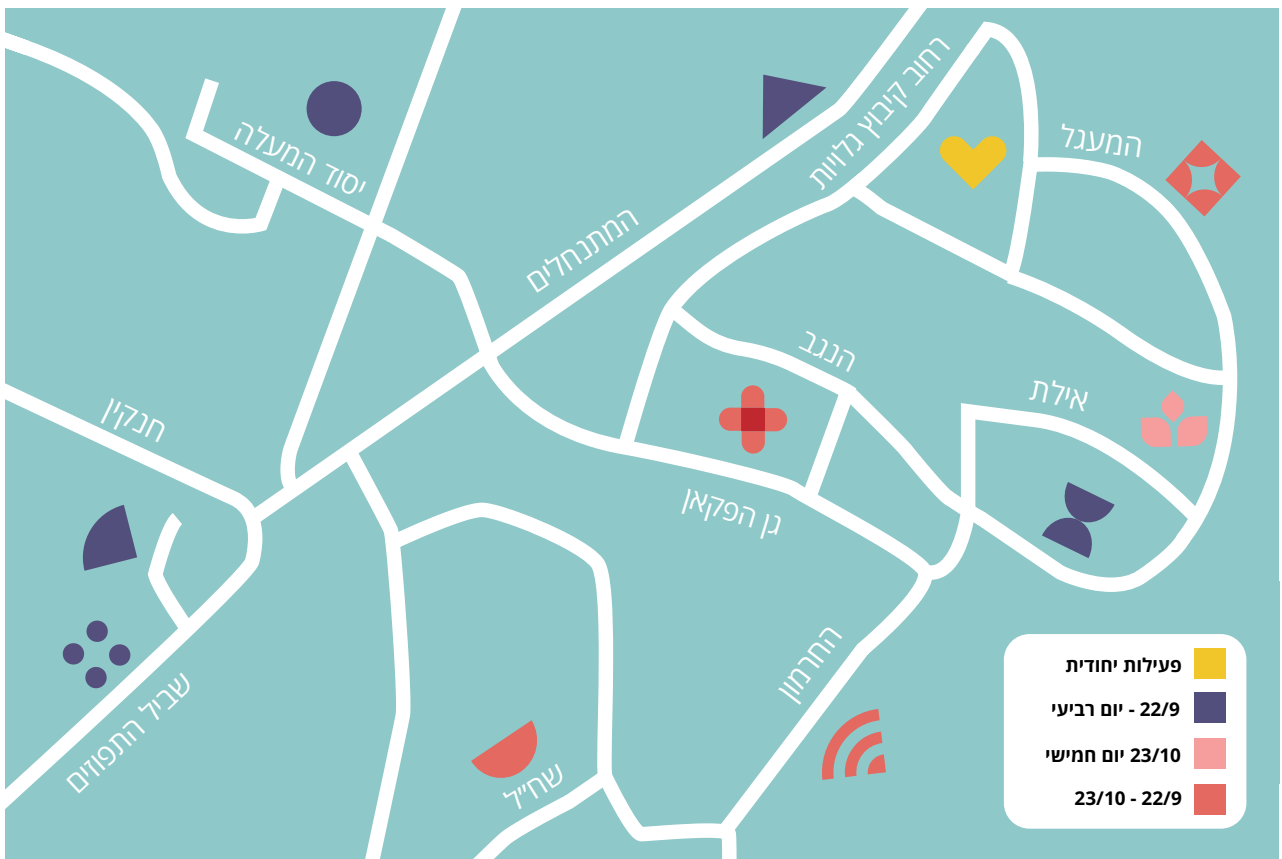 רחוב קיבוץ גלויות
המעגל
יסוד המעלה
המתנחלים
הנגב
אילת
חנקין
גן הפקאן
החרמון
שביל התפוזים
שח״ל
פעילות יחודית
22/9 - יום רביעי
23/10 יום חמישי
23/10 - 22/9